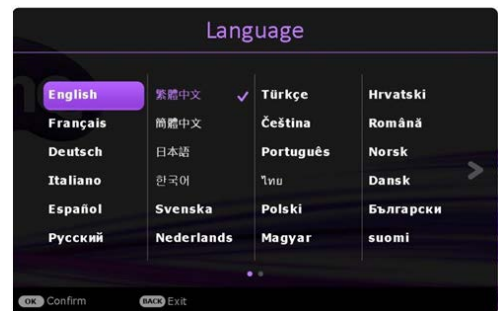 Language
English
Français
Deutsch
Italiano
Español
Русский
繁體中文
簡體中文
日本語
한국어
Svenska
Nederlands
Türkçe
Čeština
Português
ไทย
Polski
Magyar
Hrvatski
Română
Norsk
Dansk
Български
suomi
OK Confirm
BACK Exit